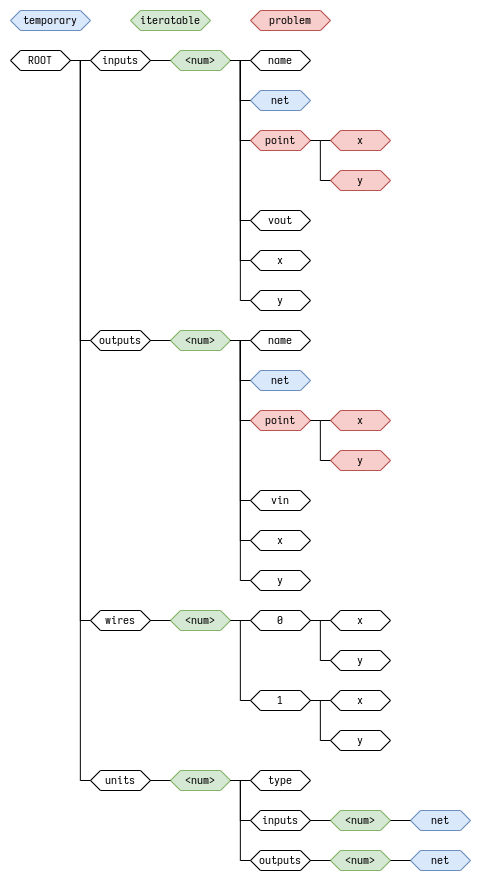 temporary iteratable problem
ROOT inputs <num> name
net
point x
y
vout
x
y
outputs <num> name
net
point x
y
vin
x
y
wires <num> 0 x
y
1 x
y
units <num> type
inputs <num> net
outputs <num> net